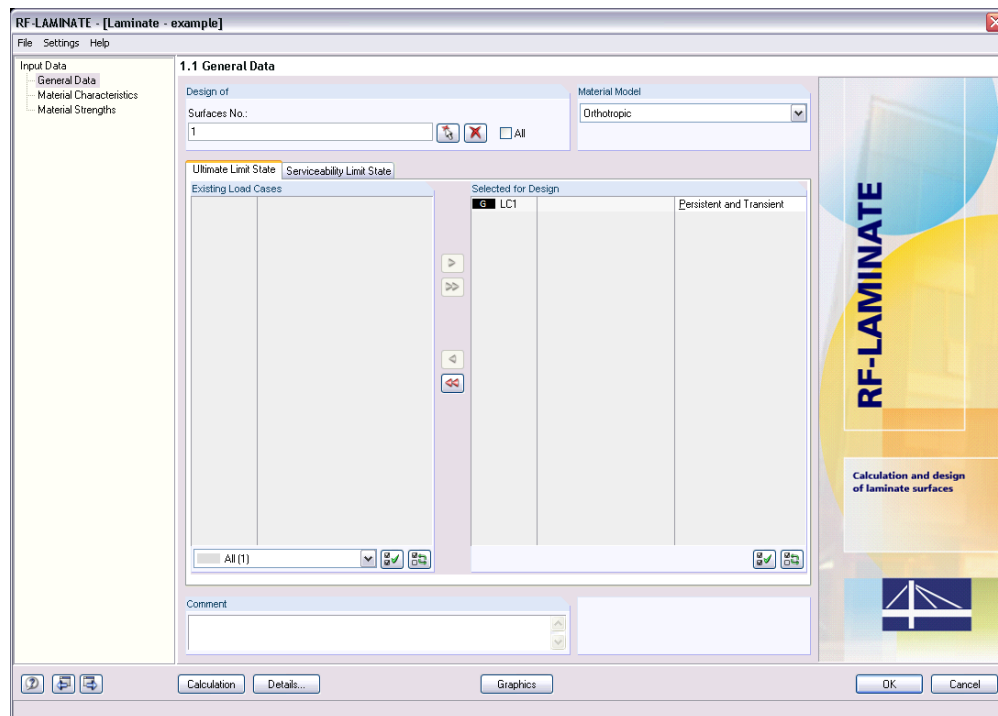 RF-LAMINATE - [Laminate - example]
File Settings Help
Input Data
General Data
Material Characteristics
Material Strengths
1.1 General Data
Design of
Surfaces No.:
1
All
Material Model
Orthotropic
Ultimate Limit State
Serviceability Limit State
Existing Load Cases
Selected for Design
G LC1 Persistent and Transient
All (1)
Comment
RF-LAMINATE
Calculation and design
of laminate surfaces
Calculation
Details...
Graphics
OK
Cancel